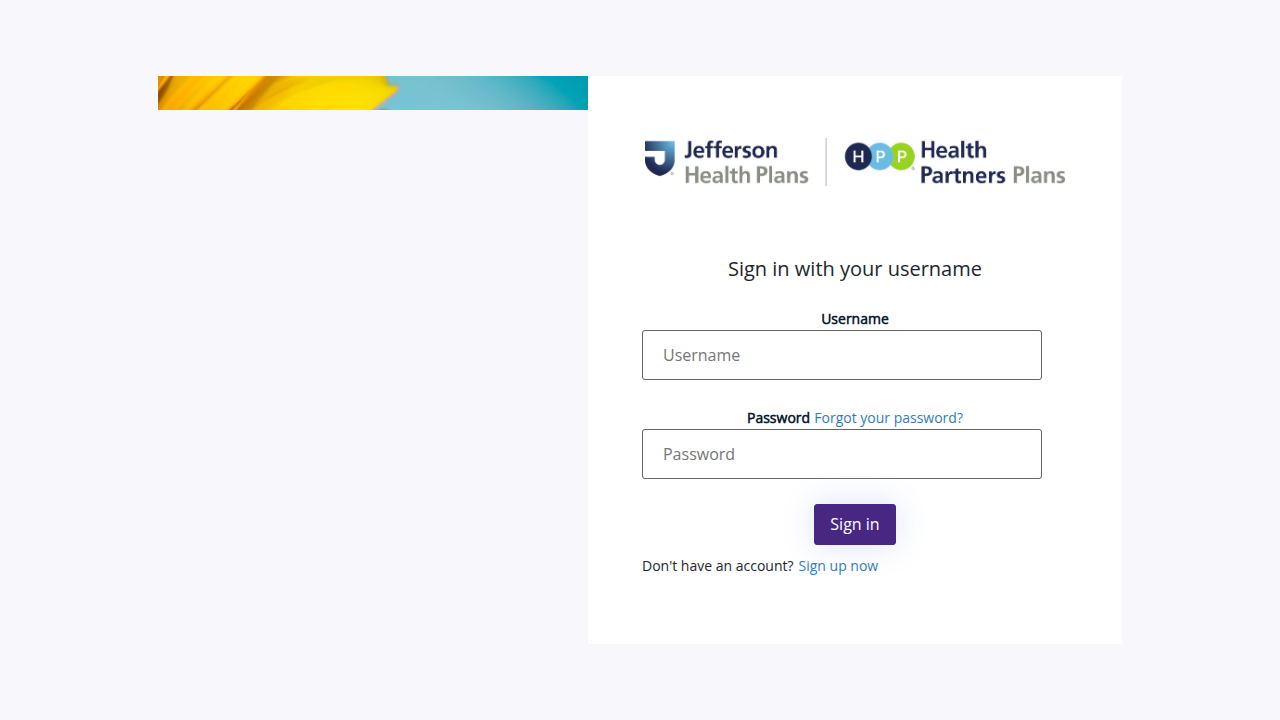 Jefferson
Health Plans
HPP
Health
Partners Plans
Sign in with your username
Username
Username
Password Forgot your password?
Password
Sign in
Don't have an account? Sign up now